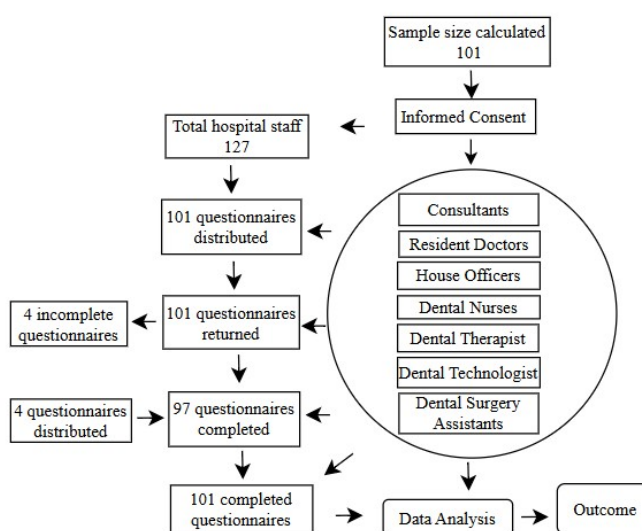 Sample size calculated
101
Informed Consent
Total hospital staff
127
101 questionnaires
distributed
101 questionnaires
returned
4 incomplete
questionnaires
97 questionnaires
completed
4 questionnaires
distributed
101 completed
questionnaires
Consultants
Resident Doctors
House Officers
Dental Nurses
Dental Therapist
Dental Technologist
Dental Surgery
Assistants
Data Analysis
Outcome